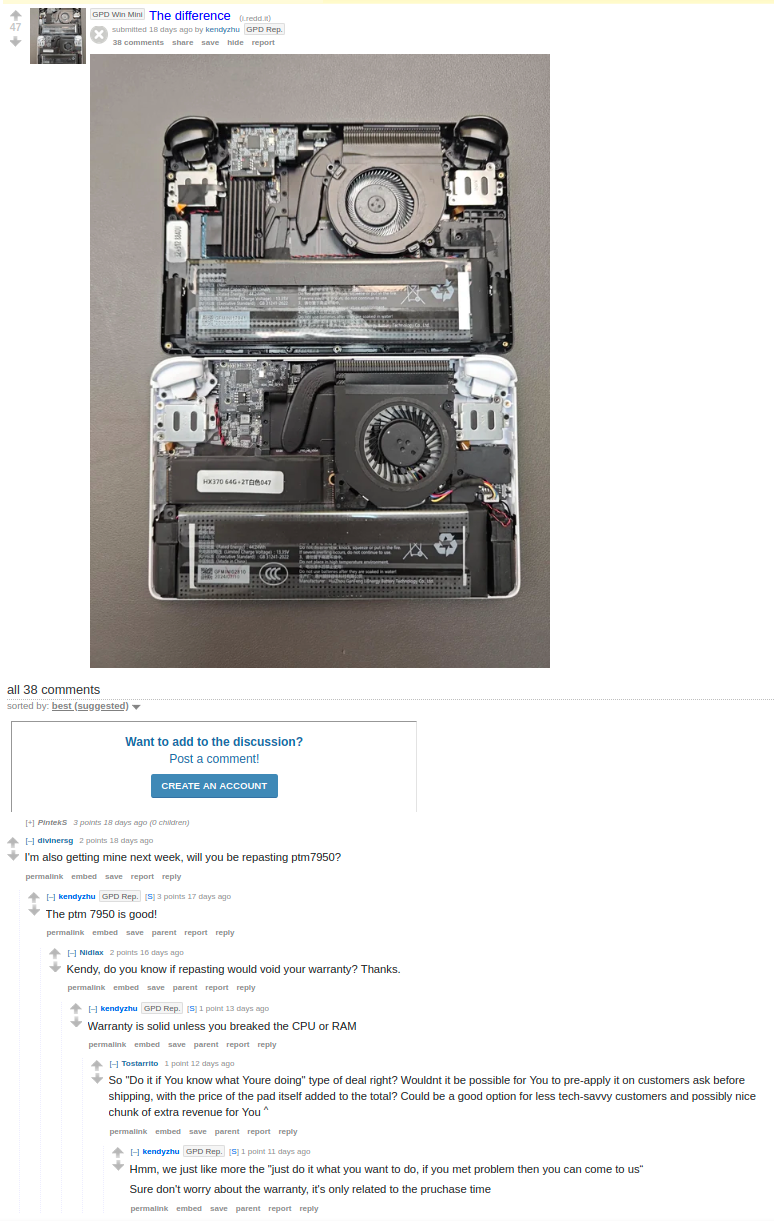 GPD Win Mini The difference (i.redd.it)
47
submitted 18 days ago by kendyzhu GPD Rep.
38 comments share save hide report
HX370 64G+2T白色047
all 38 comments
sorted by: best (suggested)
Want to add to the discussion?
Post a comment!
CREATE AN ACCOUNT
[+] PintekS 3 points 18 days ago (0 children)
[–] divinersg 2 points 18 days ago
I'm also getting mine next week, will you be repasting ptm7950?
permalink embed save report reply
[–] kendyzhu GPD Rep. [S] 3 points 17 days ago
The ptm 7950 is good!
permalink embed save parent report reply
[–] Nidlax 2 points 16 days ago
Kendy, do you know if repasting would void your warranty? Thanks.
permalink embed save parent report reply
[–] kendyzhu GPD Rep. [S] 1 point 13 days ago
Warranty is solid unless you breaked the CPU or RAM
permalink embed save parent report reply
[–] Tostarrito 1 point 12 days ago
So "Do it if You know what Youre doing" type of deal right? Wouldnt it be possible for You to pre-apply it on customers ask before
shipping, with the price of the pad itself added to the total? Could be a good option for less tech-savvy customers and possibly nice
chunk of extra revenue for You ^
permalink embed save parent report reply
[–] kendyzhu GPD Rep. [S] 1 point 11 days ago
Hmm, we just like more the "just do it what you want to do, if you met problem then you can come to us“
Sure don't worry about the warranty, it's only related to the pruchase time
permalink embed save parent report reply